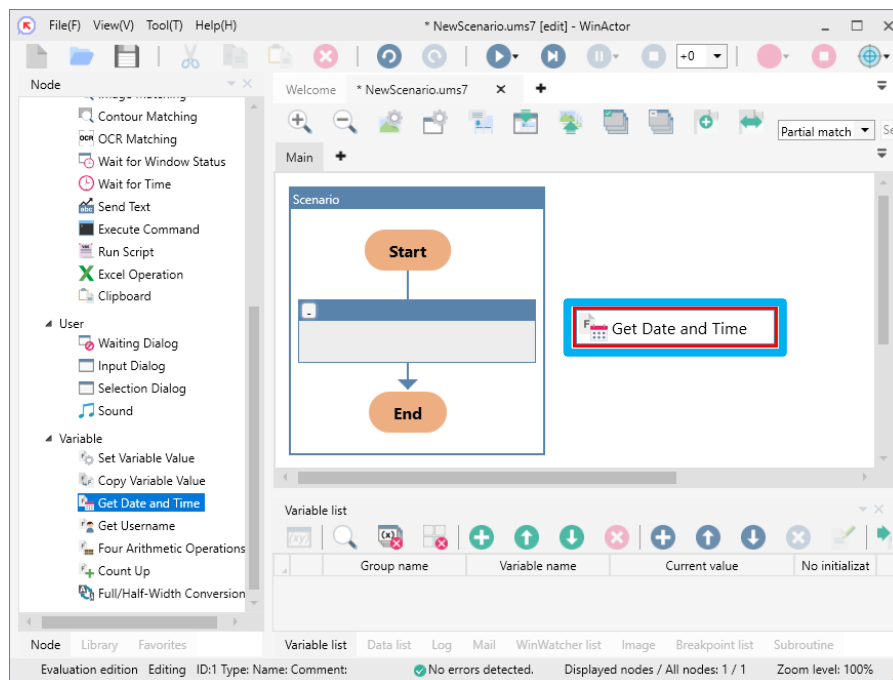 File(F) View(V) Tool(T) Help(H) * NewScenario.ums7 [edit] - WinActor
+0
Node
Welcome * NewScenario.ums7
Image Matching
Contour Matching
OCR OCR Matching
Wait for Window Status
Wait for Time
abc Send Text
Execute Command
Run Script
Excel Operation
Clipboard
User
Waiting Dialog
Input Dialog
Selection Dialog
Sound
Variable
Set Variable Value
Copy Variable Value
Get Date and Time
Get Username
Four Arithmetic Operations
Count Up
Full/Half-Width Conversion
Node Library Favorites
Partial match Se
Main
Scenario
Start
End
Get Date and Time
Variable list
Group name Variable name Current value No initializat
Variable list Data list Log Mail WinWatcher list Image Breakpoint list Subroutine
Evaluation edition Editing ID:1 Type: Name: Comment: No errors detected. Displayed nodes / All nodes: 1 / 1 Zoom level: 100%